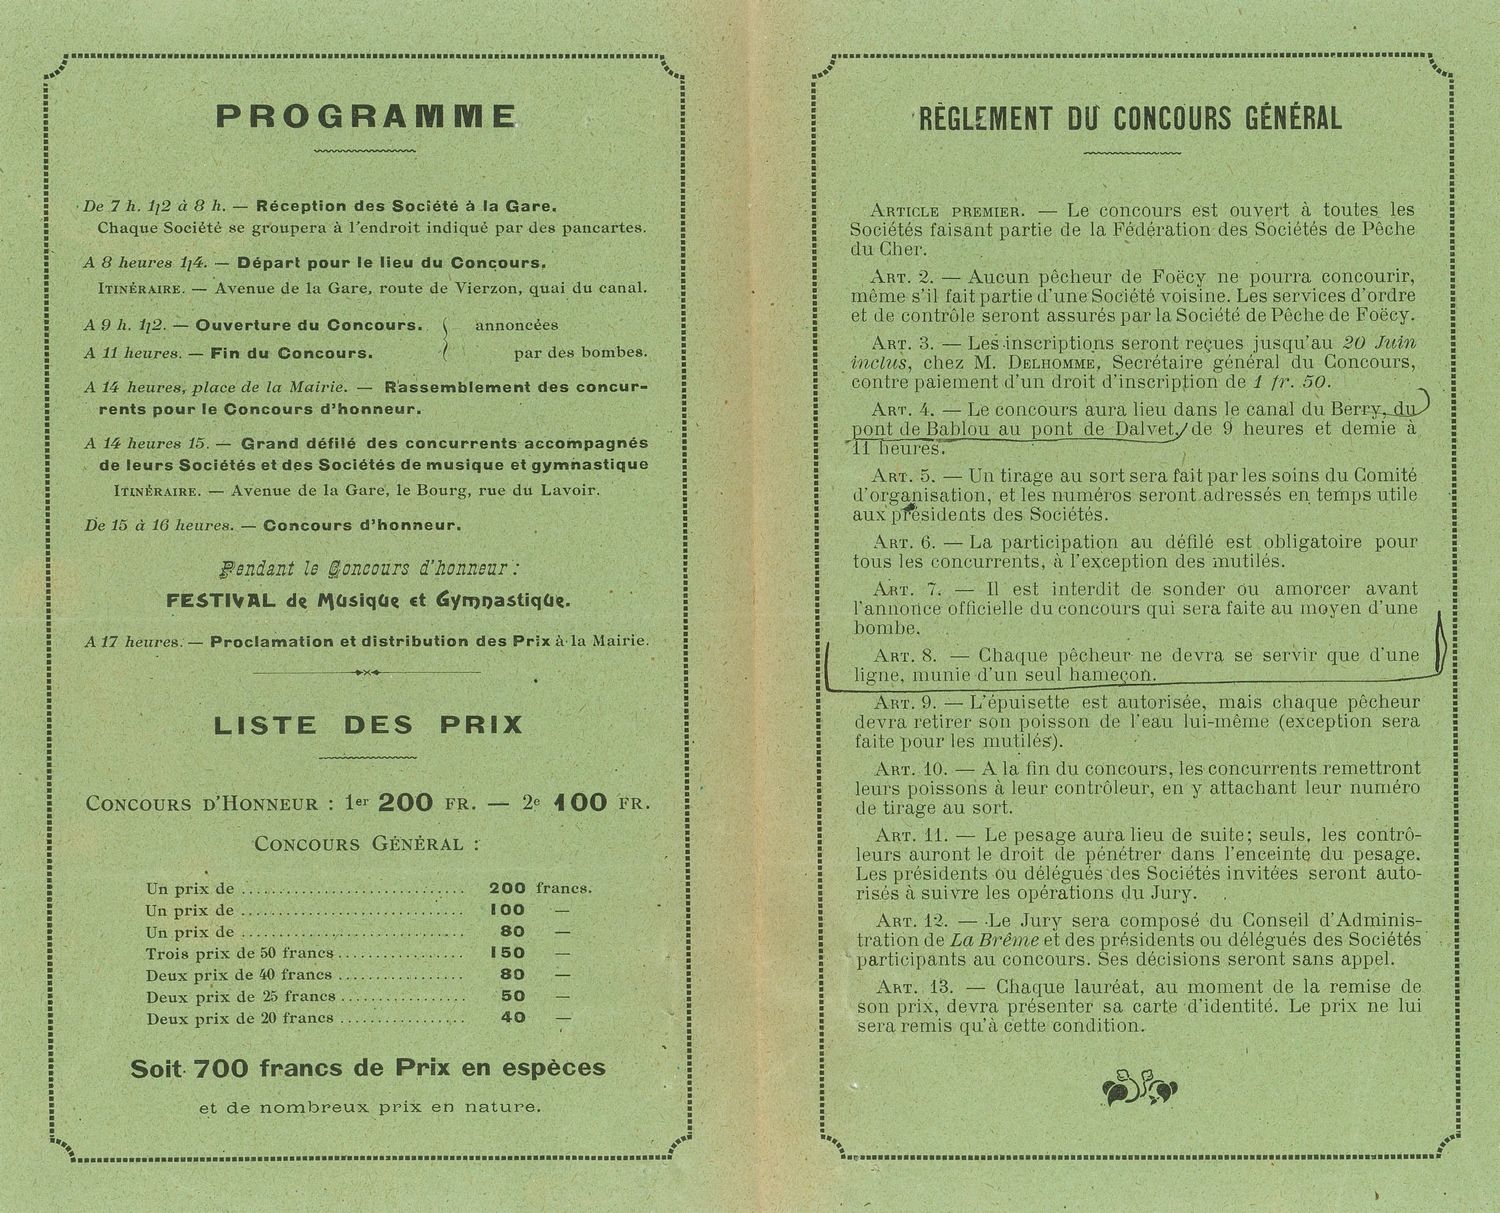 PROGRAMME
De 7 h. 1/2 à 8 h. — Réception des Société à la Gare.
Chaque Société se groupera à l'endroit indiqué par des pancartes.
A 8 heures 1/4. — Départ pour le lieu du Concours.
ITINÉRAIRE. — Avenue de la Gare, route de Vierzon, quai du canal.
A 9 h. 1/2. — Ouverture du Concours. { annoncées
A 11 heures. — Fin du Concours. par des bombes.
A 14 heures, place de la Mairie. — Rassemblement des concur-
rents pour le Concours d'honneur.
A 14 heures 15. — Grand défilé des concurrents accompagnés
de leurs Sociétés et des Sociétés de musique et gymnastique
ITINÉRAIRE. — Avenue de la Gare, le Bourg, rue du Lavoir.
De 15 à 16 heures. — Concours d'honneur.
Pendant le Concours d'honneur :
FESTIVAL de Musique et Gymnastique.
A 17 heures. — Proclamation et distribution des Prix à la Mairie.
LISTE DES PRIX
CONCOURS D'HONNEUR : 1er 200 FR. — 2e 100 FR.
CONCOURS GÉNÉRAL :
Un prix de .............................. 200 francs.
Un prix de .............................. 100 —
Un prix de .............................. 80 —
Trois prix de 50 francs ................. 150 —
Deux prix de 40 francs ................. 80 —
Deux prix de 25 francs ................. 50 —
Deux prix de 20 francs ................. 40 —
Soit 700 francs de Prix en espèces
et de nombreux prix en nature.
RÈGLEMENT DU CONCOURS GÉNÉRAL
ARTICLE PREMIER. — Le concours est ouvert à toutes les
Sociétés faisant partie de la Fédération des Sociétés de Pêche
du Cher.
ART. 2. — Aucun pêcheur de Foëcy ne pourra concourir,
même s'il fait partie d'une Société voisine. Les services d'ordre
et de contrôle seront assurés par la Société de Pêche de Foëcy.
ART. 3. — Les inscriptions seront reçues jusqu'au 20 Juin
inclus, chez M. DELHOMME, Secrétaire général du Concours,
contre paiement d'un droit d'inscription de 1 fr. 50.
ART. 4. — Le concours aura lieu dans le canal du Berry, du
pont de Bablou au pont de Dalvet, de 9 heures et demie à
11 heures.
ART. 5. — Un tirage au sort sera fait par les soins du Comité
d'organisation, et les numéros seront adressés en temps utile
aux présidents des Sociétés.
ART. 6. — La participation au défilé est obligatoire pour
tous les concurrents, à l'exception des mutilés.
ART. 7. — Il est interdit de sonder ou amorcer avant
l'annonce officielle du concours qui sera faite au moyen d'une
bombe.
ART. 8. — Chaque pêcheur ne devra se servir que d'une
ligne, munie d'un seul hameçon.
ART. 9. — L'épuisette est autorisée, mais chaque pêcheur
devra retirer son poisson de l'eau lui-même (exception sera
faite pour les mutilés).
ART. 10. — A la fin du concours, les concurrents remettront
leurs poissons à leur contrôleur, en y attachant leur numéro
de tirage au sort.
ART. 11. — Le pesage aura lieu de suite; seuls, les contrô-
leurs auront le droit de pénétrer dans l'enceinte du pesage.
Les présidents ou délégués des Sociétés invitées seront auto-
risés à suivre les opérations du Jury.
ART. 12. — Le Jury sera composé du Conseil d'Adminis-
tration de La Brême et des présidents ou délégués des Sociétés
participants au concours. Ses décisions seront sans appel.
ART. 13. — Chaque lauréat, au moment de la remise de
son prix, devra présenter sa carte d'identité. Le prix ne lui
sera remis qu'à cette condition.